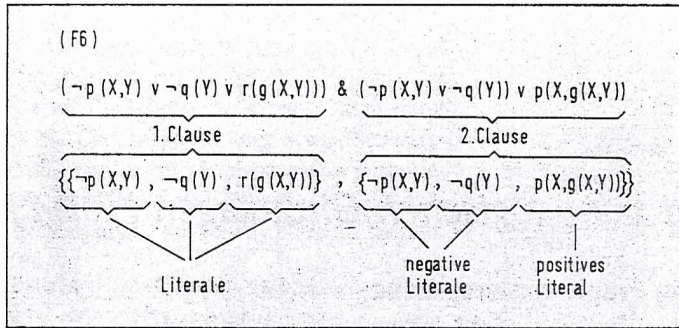 (F6)
(¬p(X,Y) v ¬q(Y) v r(g(X,Y))) & (¬p(X,Y) v ¬q(Y)) v p(X,g(X,Y))
1.Clause 2.Clause
{{¬p(X,Y) , ¬q(Y) , r(g(X,Y))} , {¬p(X,Y) , ¬q(Y) , p(X,g(X,Y))}}
Literale negative Literale positives Literal